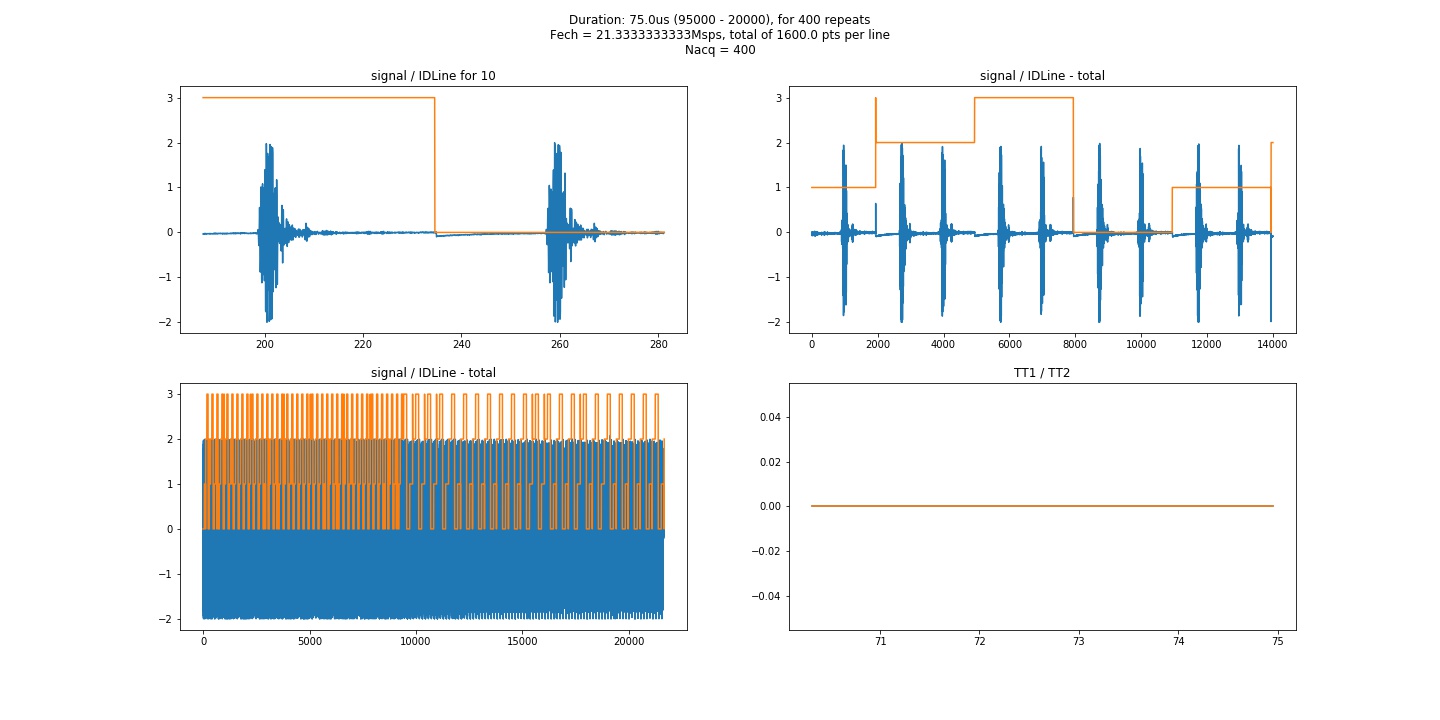 Duration: 75.0us (95000 - 20000), for 400 repeats
Fech = 21.3333333333Msps, total of 1600.0 pts per line
Nacq = 400
signal / IDLine for 10
3
2
1
0
−1
−2
200 220 240 260 280
signal / IDLine - total
3
2
1
0
−1
−2
0 2000 4000 6000 8000 10000 12000 14000
signal / IDLine - total
3
2
1
0
−1
−2
0 5000 10000 15000 20000
TT1 / TT2
0.04
0.02
0.00
−0.02
−0.04
71 72 73 74 75